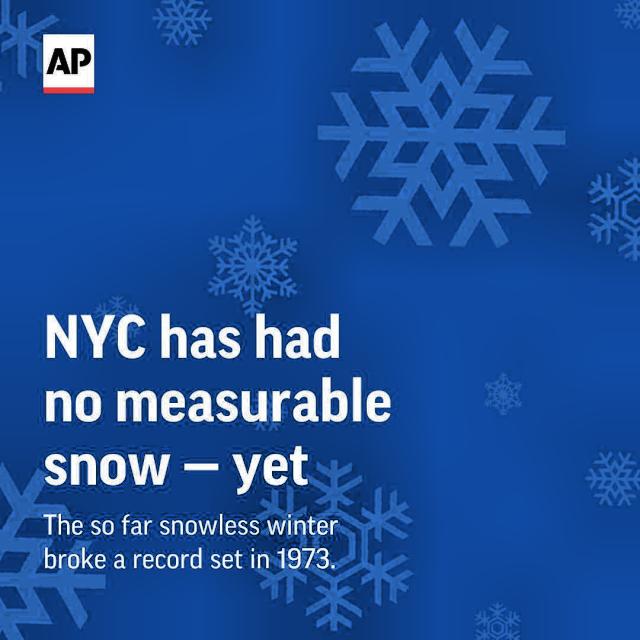 AP
NYC has had
no measurable
snow — yet
The so far snowless winter
broke a record set in 1973.